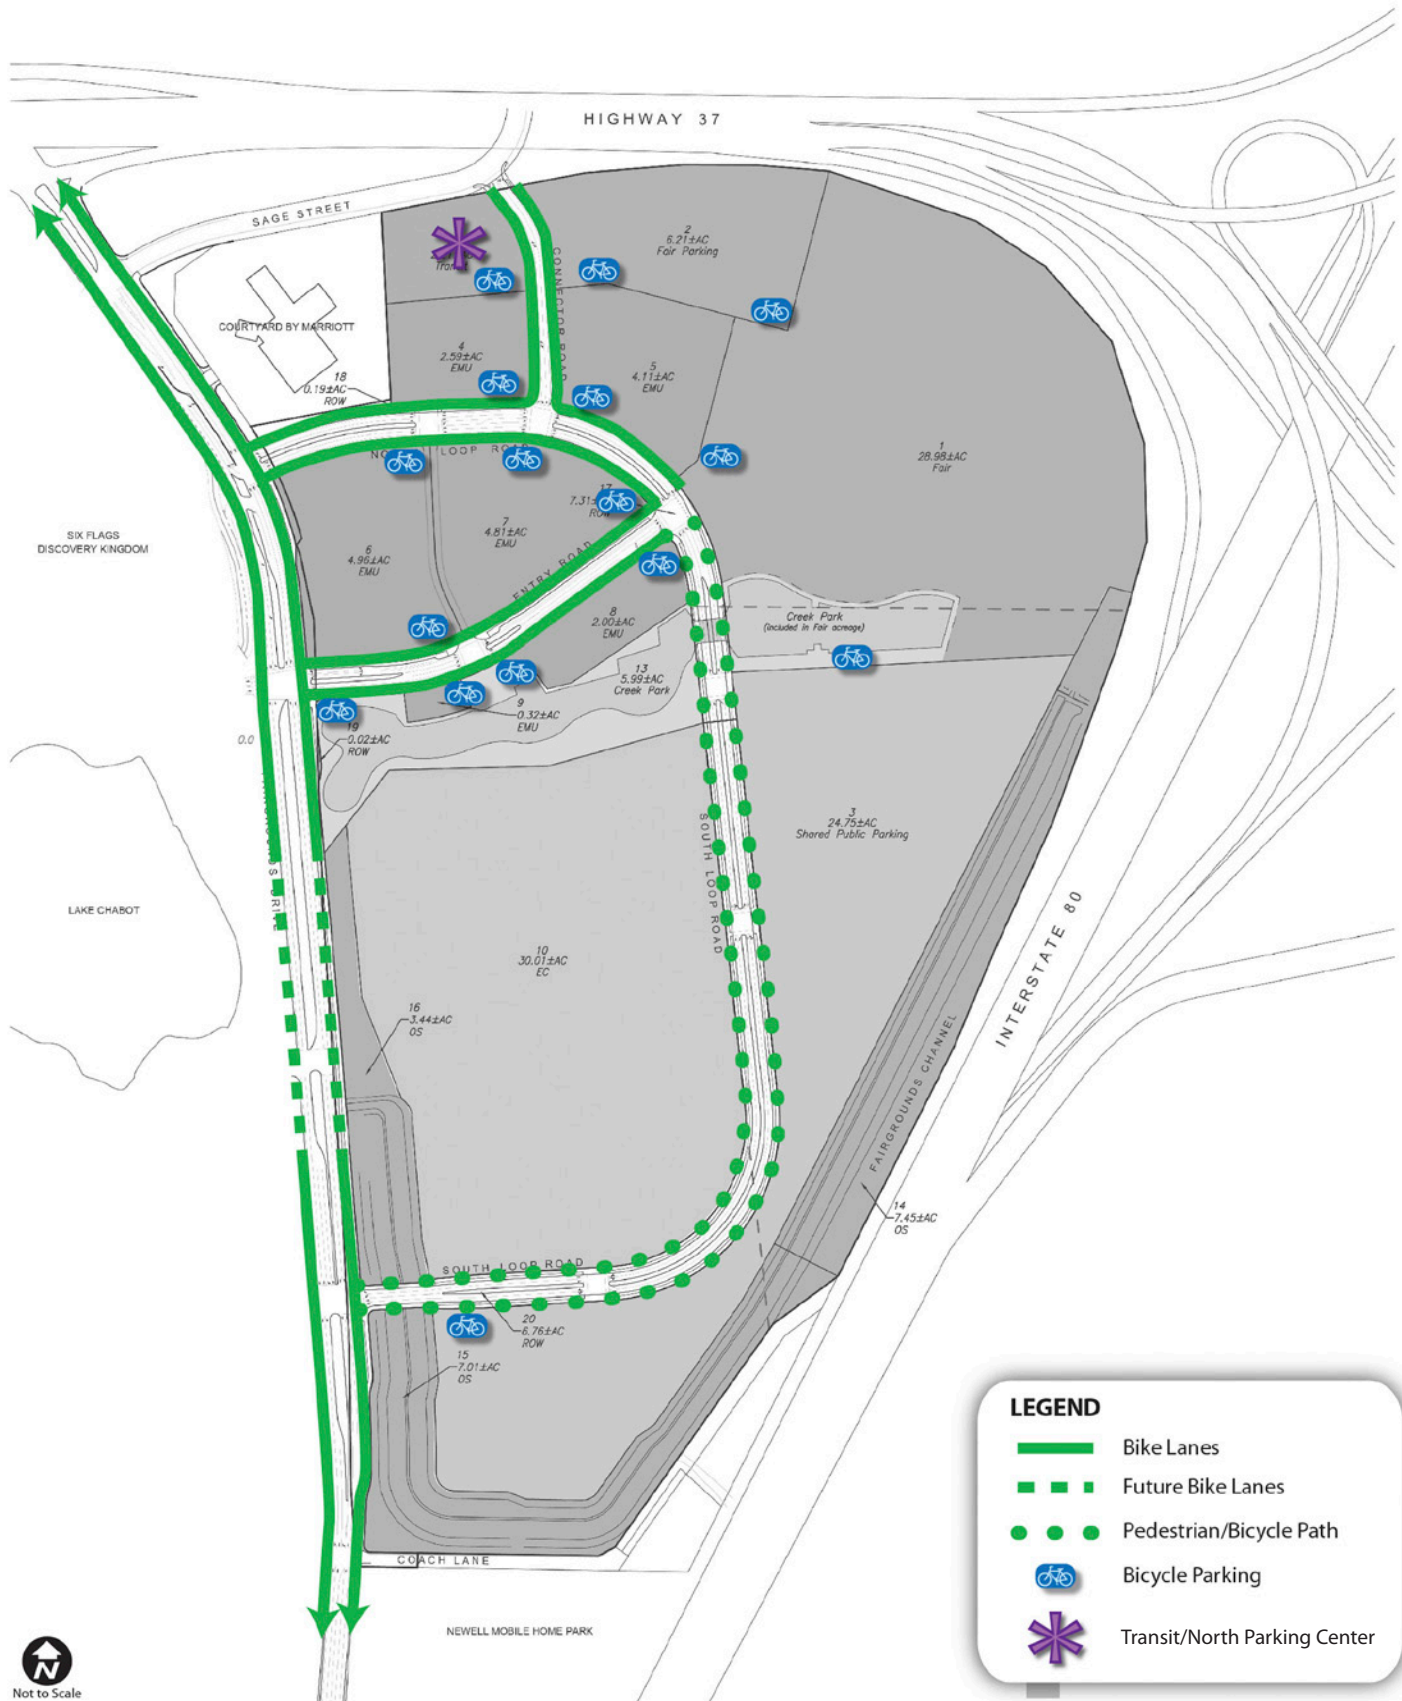 HIGHWAY 37
SAGE STREET
2
6.21±AC
Fair Parking
CONNECTOR ROAD
COURTYARD BY MARRIOTT
4
2.59±AC
EMU
5
4.11±AC
EMU
18
0.19±AC
ROW
1
28.98±AC
Fair
LOOP ROAD
17
7.31±
ROW
SIX FLAGS
DISCOVERY KINGDOM
7
4.81±AC
EMU
6
4.96±AC
EMU
ENTRY ROAD
8
2.00±AC
EMU
Creek Park
(included in Fair acreage)
13
5.99±AC
Creek Park
9
0.32±AC
EMU
19
0.02±AC
ROW
0.0
3
24.75±AC
Shared Public Parking
SOUTH LOOP ROAD
DRIVE
LAKE CHABOT
10
30.01±AC
EC
INTERSTATE 80
16
3.44±AC
OS
FAIRGROUNDS CHANNEL
14
7.45±AC
OS
SOUTH LOOP ROAD
20
6.76±AC
ROW
15
7.01±AC
OS
COACH LANE
NEWELL MOBILE HOME PARK
LEGEND
Bike Lanes
Future Bike Lanes
Pedestrian/Bicycle Path
Bicycle Parking
Transit/North Parking Center
N
Not to Scale